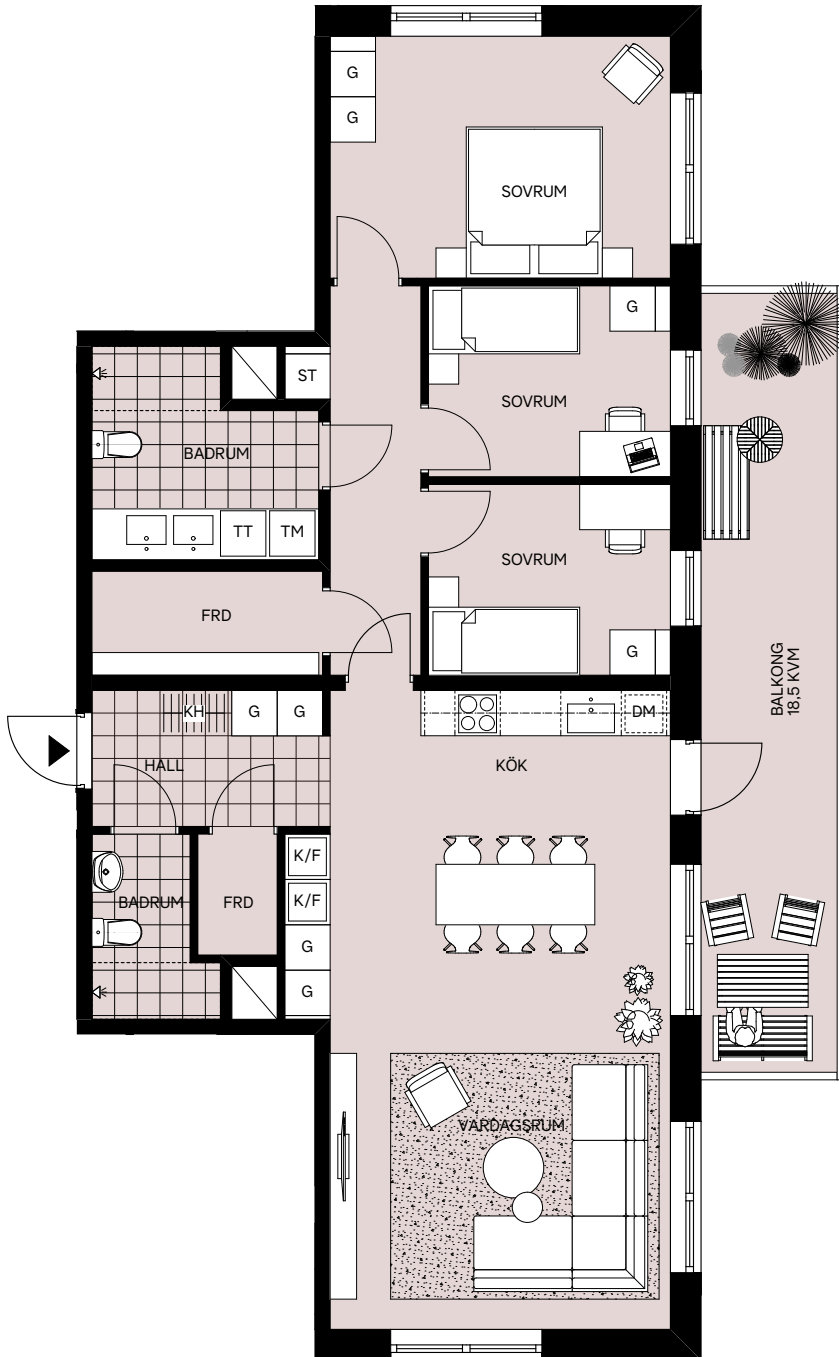 G
G
SOVRUM
G
ST
SOVRUM
BADRUM
TT
TM
SOVRUM
FRD
G
BALKONG
18,5 KVM
KH
G
G
DM
HALL
KÖK
K/F
K/F
BADRUM
FRD
G
G
VARDAGSRUM